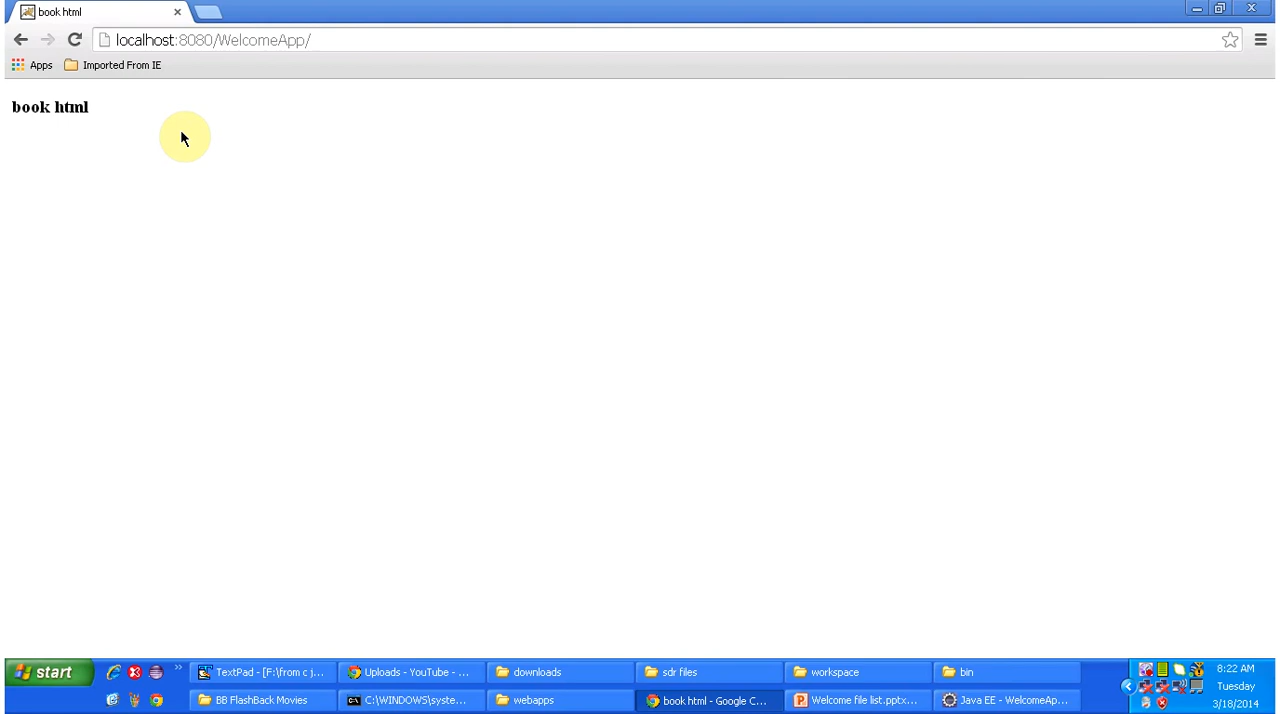 book html
localhost:8080/WelcomeApp/
Apps
Imported From IE
book html
start
TextPad - [F:\from c j...
Uploads - YouTube - ...
downloads
sdr files
workspace
bin
8:22 AM
Tuesday
3/18/2014
BB FlashBack Movies
C:\WINDOWS\syste...
webapps
book html - Google C...
Welcome file list.pptx...
Java EE - WelcomeAp...